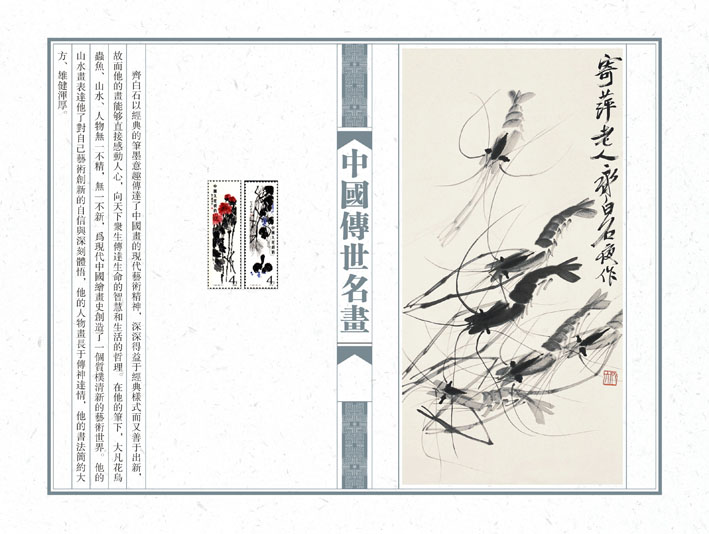 寄萍老人齊白石後作
中國傳世名畫
齊白石以經典的筆墨意趣傳達了中國畫的現代藝術精神，深深得益于經典樣式而又善于出新，
故而他的畫能够直接感動人心，向天下衆生傳達生命的智慧和生活的哲理。在他的筆下，大凡花鳥
蟲魚、山水、人物無一不精，無一不新，爲現代中國繪畫史創造了一個質樸清新的藝術世界。他的
山水畫表達他了對自己藝術創新的自信與深刻體悟，他的人物畫長于傳神達情，他的書法簡約大
方、雄健渾厚。
4
4